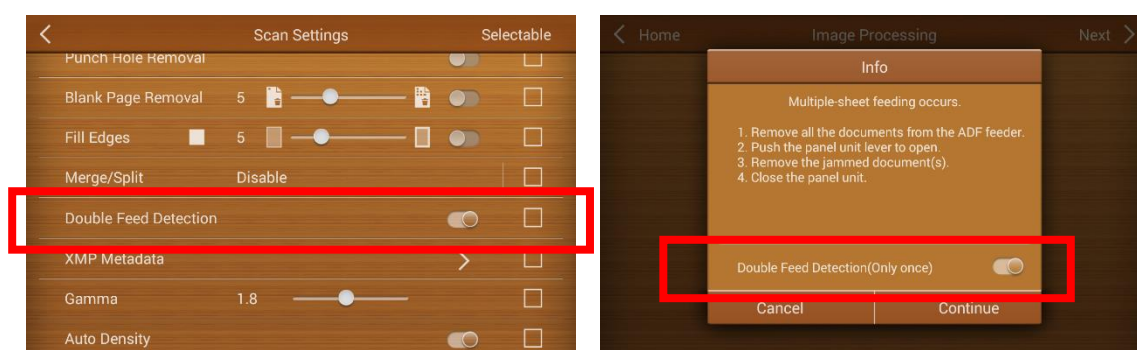 Scan Settings
Selectable
Punch Hole Removal
Blank Page Removal 5
Fill Edges 5
Merge/Split Disable
Double Feed Detection
XMP Metadata
Gamma 1.8
Auto Density
Home
Image Processing
Next
Info
Multiple-sheet feeding occurs.
1. Remove all the documents from the ADF feeder.
2. Push the panel unit lever to open.
3. Remove the jammed document(s).
4. Close the panel unit.
Double Feed Detection(Only once)
Cancel
Continue